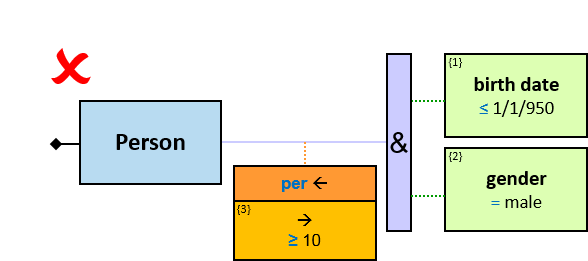 Person
per ←
{3}
→
≥ 10
&
{1}
birth date
≤ 1/1/950
{2}
gender
= male